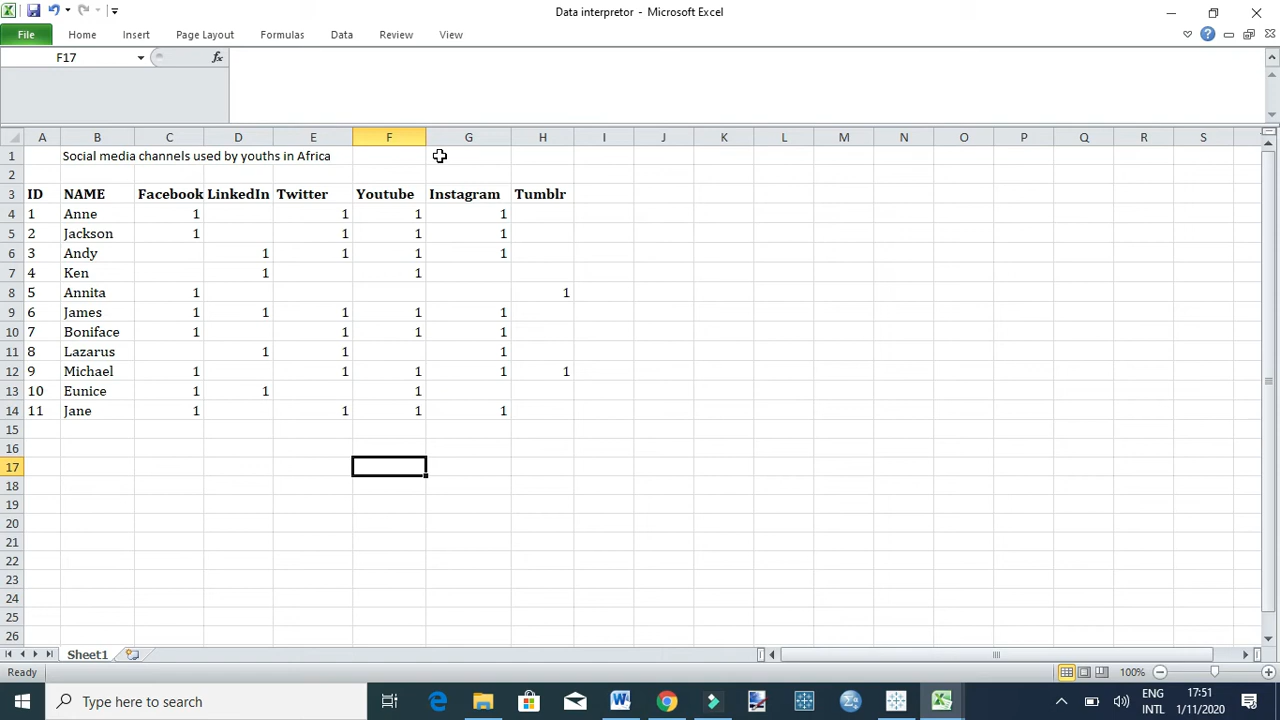 Data interpretor - Microsoft Excel
File Home Insert Page Layout Formulas Data Review View
F17 fx
A B C D E F G H I J K L M N O P Q R S
1 Social media channels used by youths in Africa
2
3 ID NAME Facebook LinkedIn Twitter Youtube Instagram Tumblr
4 1 Anne 1 1 1 1
5 2 Jackson 1 1 1 1
6 3 Andy 1 1 1 1
7 4 Ken 1 1
8 5 Annita 1 1
9 6 James 1 1 1 1 1
10 7 Boniface 1 1 1 1
11 8 Lazarus 1 1 1
12 9 Michael 1 1 1 1 1
13 10 Eunice 1 1 1
14 11 Jane 1 1 1 1
15
16
17
18
19
20
21
22
23
24
25
26
Sheet1
Ready 100%
Type here to search
ENG 17:51
INTL 1/11/2020